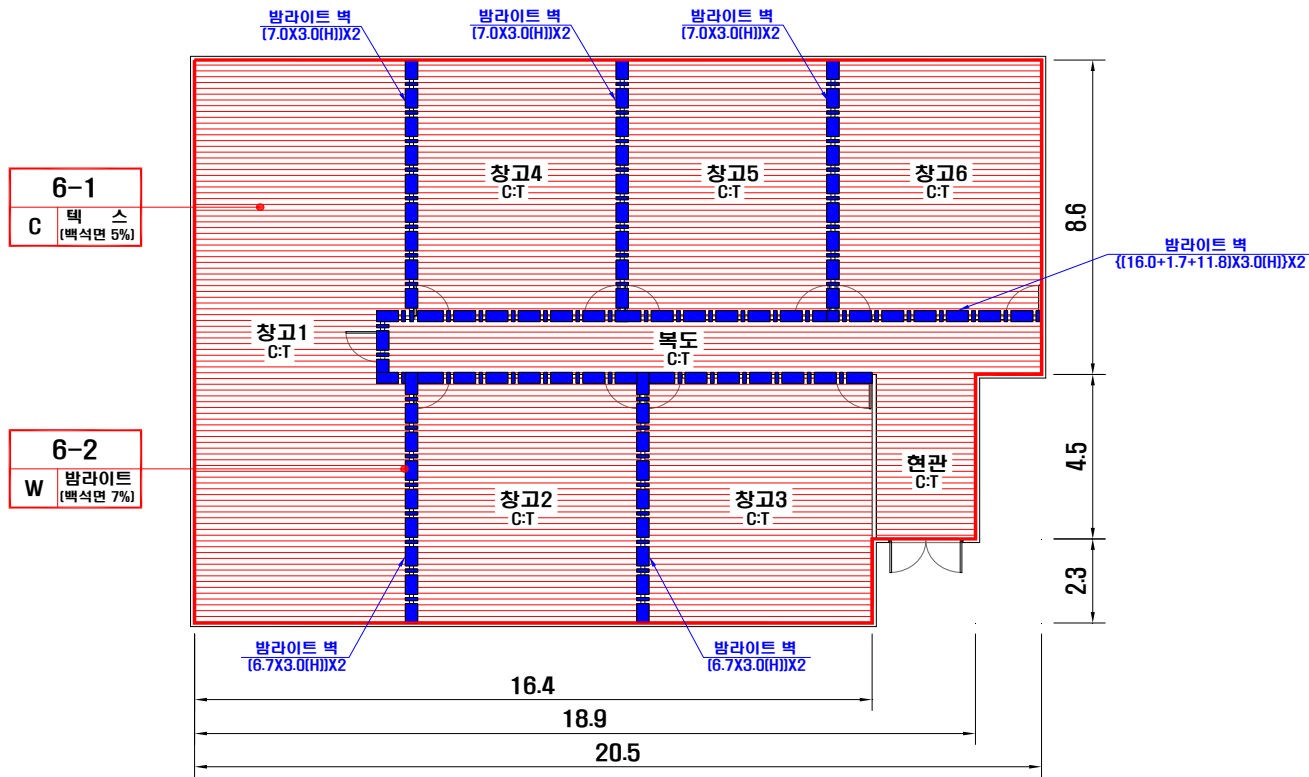 밤라이트 벽
(7.0X3.0(H))X2
밤라이트 벽
(7.0X3.0(H))X2
밤라이트 벽
(7.0X3.0(H))X2
6-1
C
텍 스
(백석면 5%)
창고4
C:T
창고5
C:T
창고6
C:T
8.6
밤라이트 벽
{(16.0+1.7+11.8)X3.0(H)}X2
창고1
C:T
복도
C:T
6-2
W
밤라이트
(백석면 7%)
창고2
C:T
창고3
C:T
현관
C:T
4.5
2.3
밤라이트 벽
(6.7X3.0(H))X2
밤라이트 벽
(6.7X3.0(H))X2
16.4
18.9
20.5